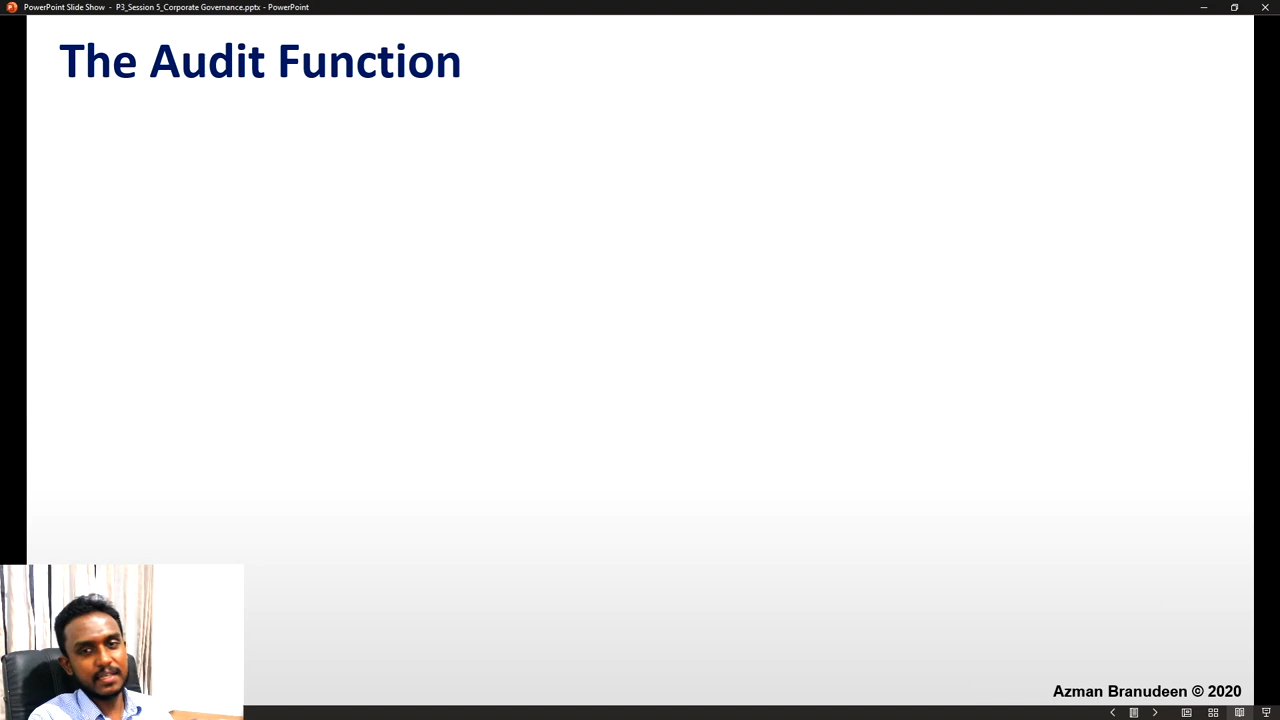 PowerPoint Slide Show - P3_Session 5_Corporate Governance.pptx - PowerPoint
The Audit Function
Azman Branudeen © 2020